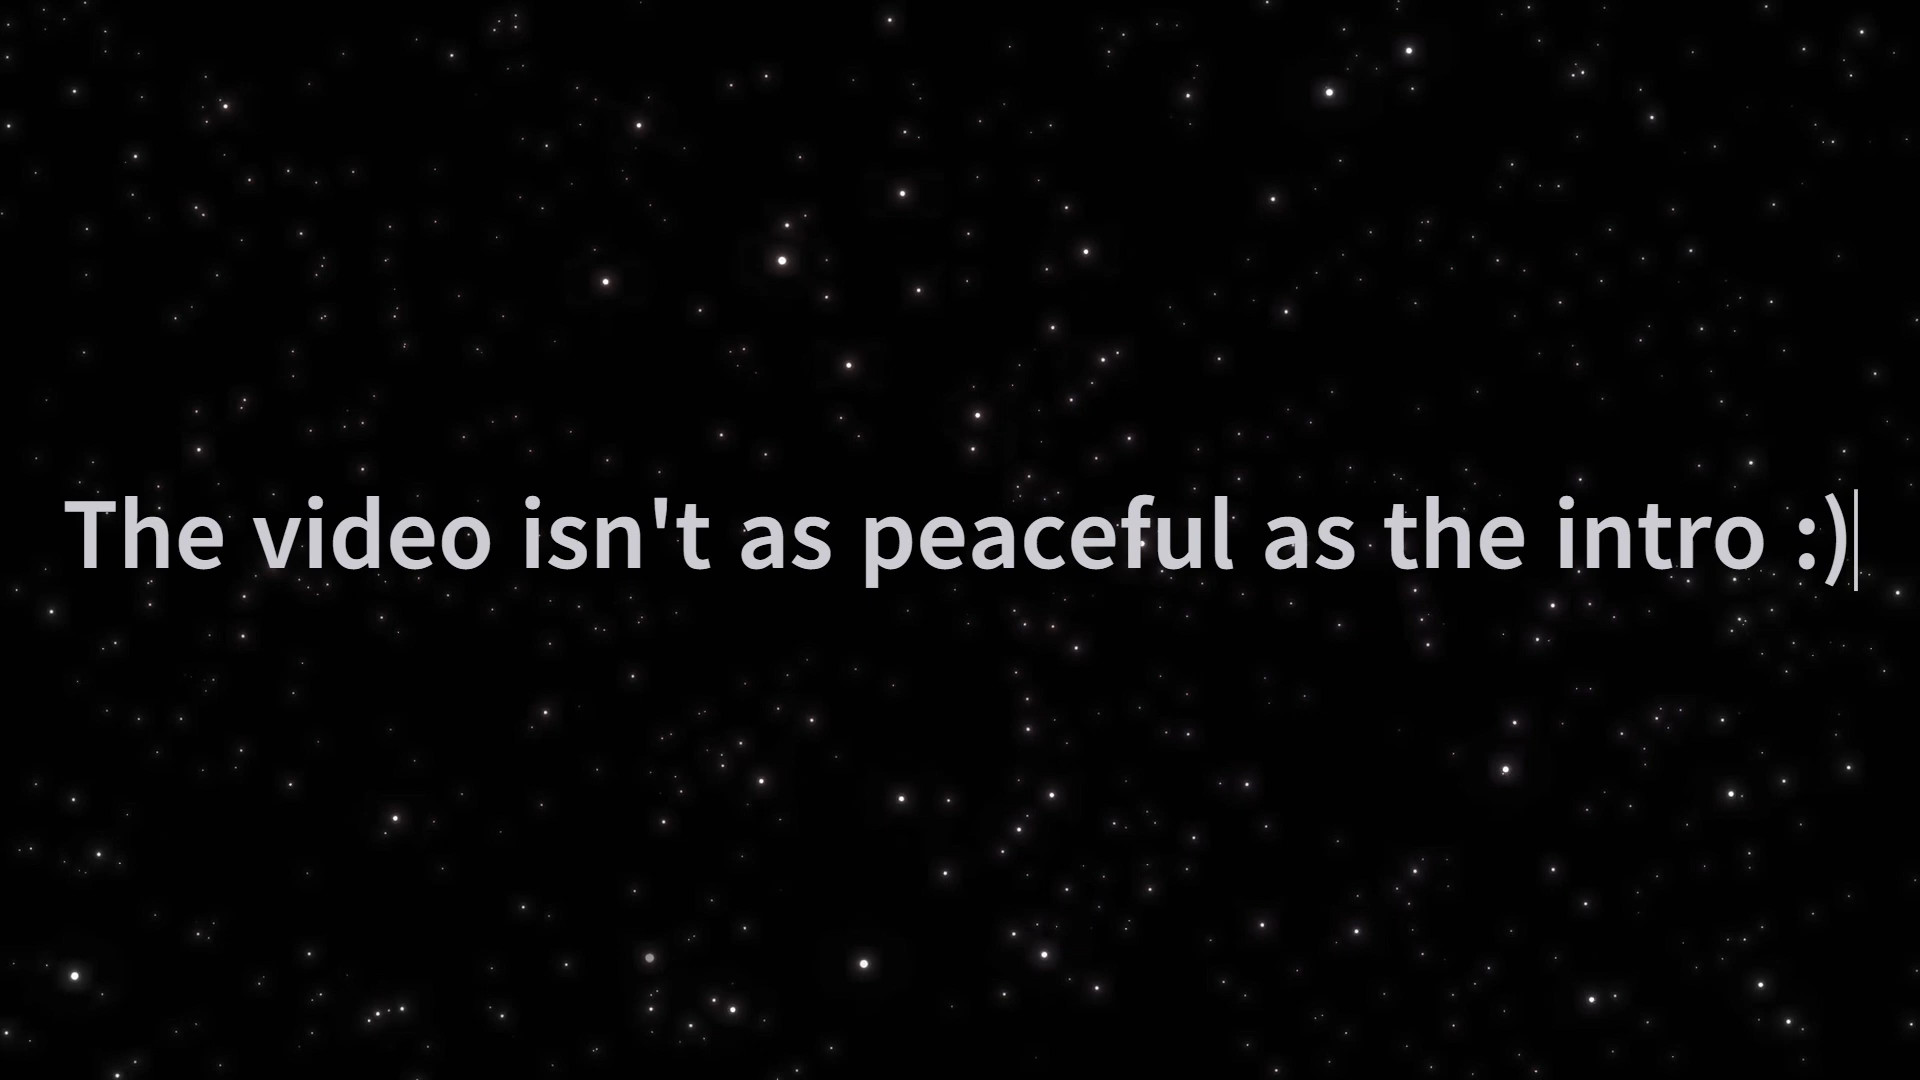 The video isn't as peaceful as the intro :)